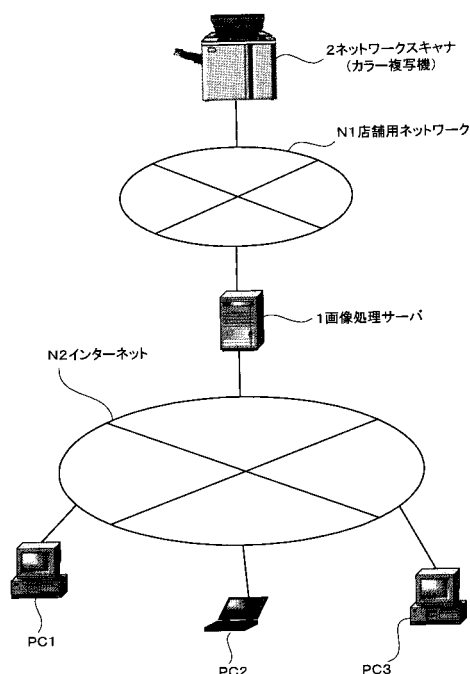 2ネットワークスキャナ
(カラー複写機)
N1店舗用ネットワーク
1画像処理サーバ
N2インターネット
PC1
PC2
PC3